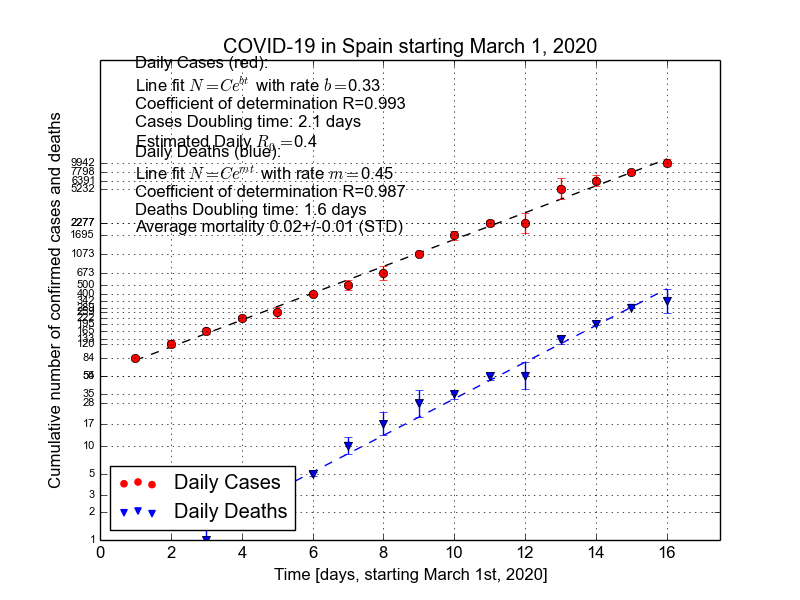 COVID-19 in Spain starting March 1, 2020
Daily Cases (red):
Line fit N=Ce^{bt} with rate b=0.33
Coefficient of determination R=0.993
Cases Doubling time: 2.1 days
Estimated Daily R_0=0.4
Daily Deaths (blue):
Line fit N=Ce^{mt} with rate m=0.45
Coefficient of determination R=0.987
Deaths Doubling time: 1.6 days
Average mortality 0.02+/-0.01 (STD)
Cumulative number of confirmed cases and deaths
9942
7798
6391
5232
2277
1695
1073
673
500
400
342
222
165
120
84
35
28
17
10
5
3
2
1
Daily Cases
Daily Deaths
0 2 4 6 8 10 12 14 16
Time [days, starting March 1st, 2020]